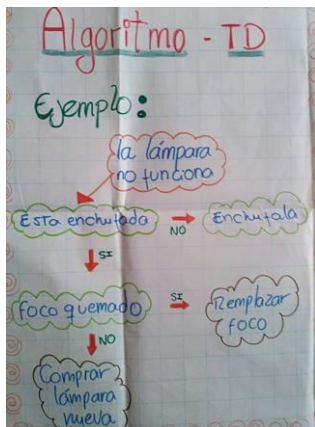 Algoritmo - TD
Ejemplo:
la lámpara
no funciona
Esta enchufada
NO
Enchufala
SI
foco quemado
SI
Remplazar
foco
NO
Comprar
lámpara
nueva